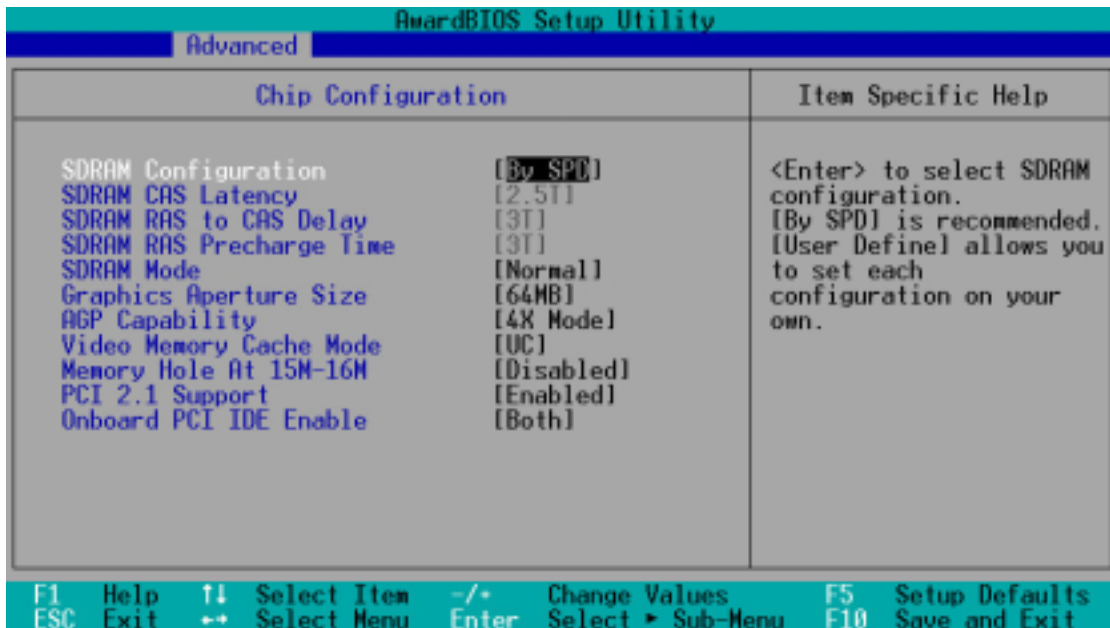 AwardBIOS Setup Utility
Advanced
Chip Configuration
Item Specific Help
SDRAM Configuration [By SPD]
SDRAM CAS Latency [2.5T]
SDRAM RAS to CAS Delay [3T]
SDRAM RAS Precharge Time [3T]
SDRAM Mode [Normal]
Graphics Aperture Size [64MB]
AGP Capability [4X Mode]
Video Memory Cache Mode [UC]
Memory Hole At 15M-16M [Disabled]
PCI 2.1 Support [Enabled]
Onboard PCI IDE Enable [Both]
<Enter> to select SDRAM
configuration.
[By SPD] is recommended.
[User Define] allows you
to set each
configuration on your
own.
F1 Help ↑↓ Select Item -/+ Change Values F5 Setup Defaults
ESC Exit ←→ Select Menu Enter Select ► Sub-Menu F10 Save and Exit